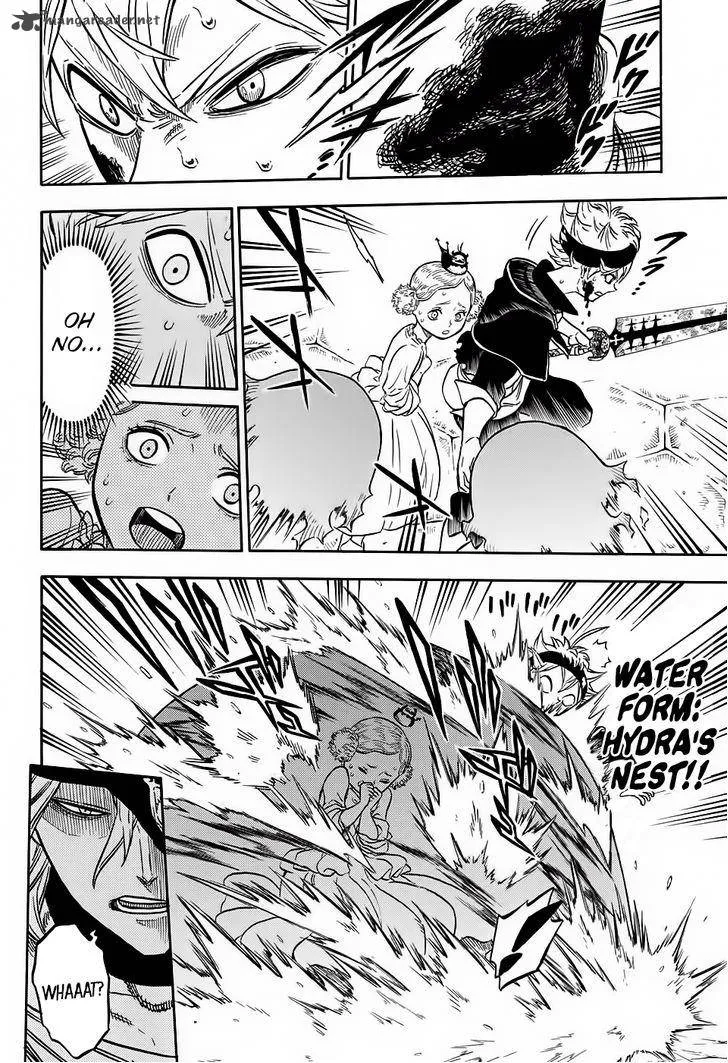 mangareader.net
OH
NO...
WATER
FORM:
HYDRA'S
NEST!!
WHAAAT?